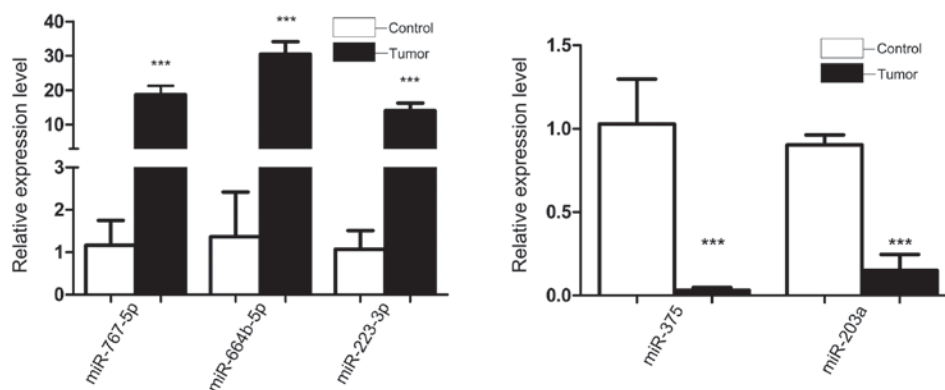 Relative expression level
40
30
20
10
3
2
1
0
***
***
***
Control
Tumor
miR-767-5p
miR-664b-5p
miR-223-3p
Relative expression level
1.5
1.0
0.5
0.0
***
***
Control
Tumor
miR-375
miR-203a